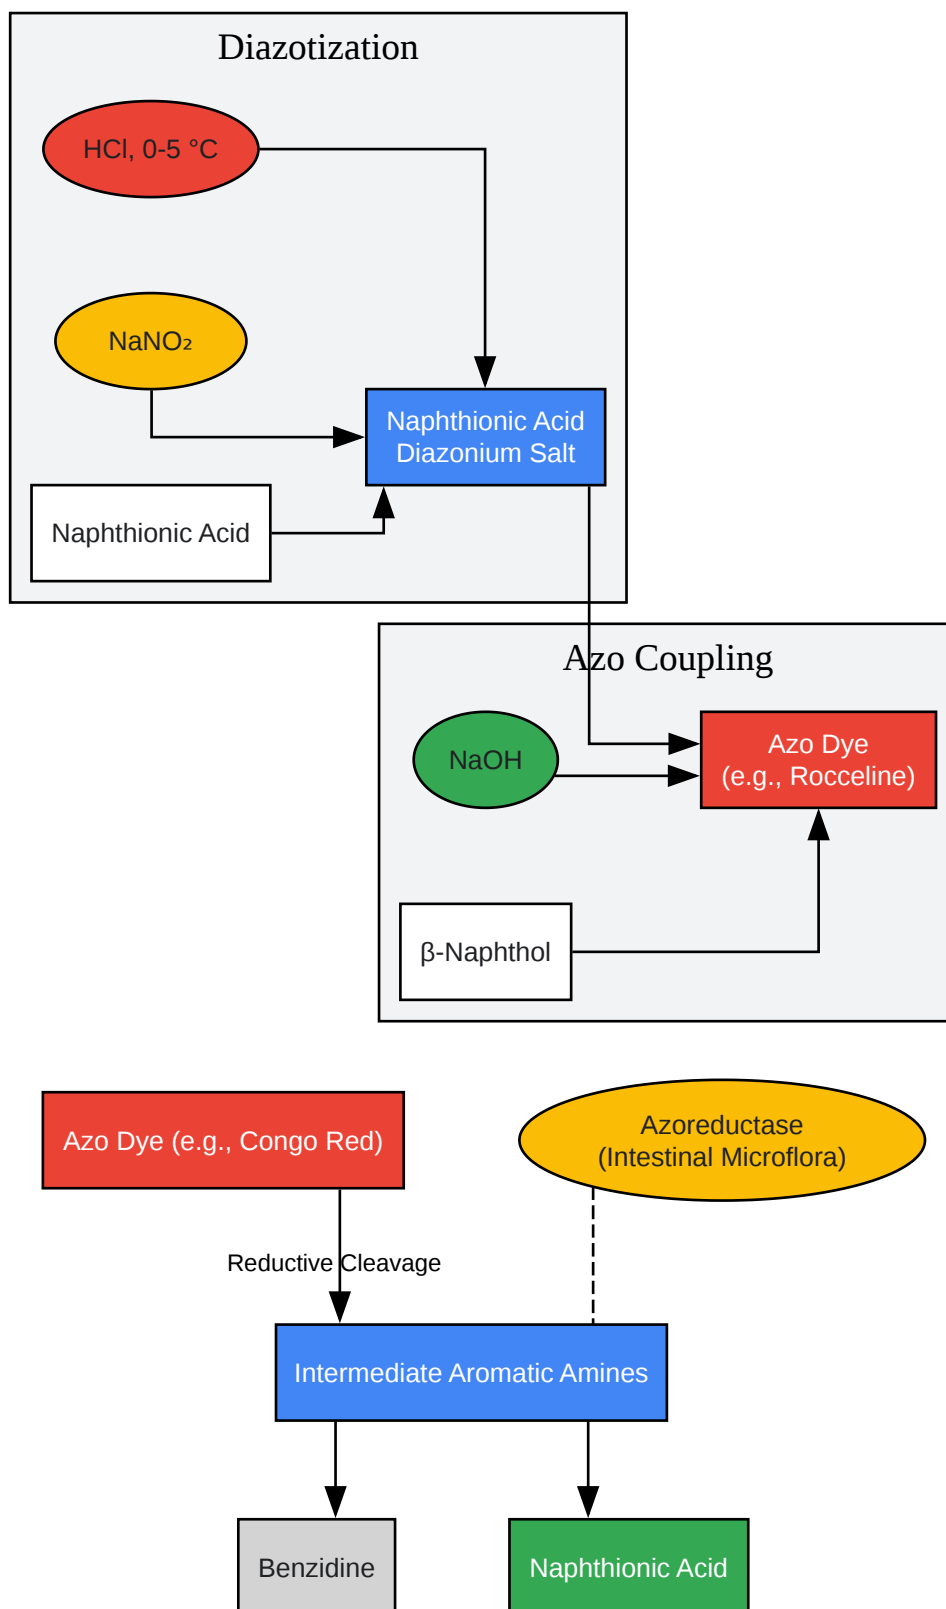 Diazotization
HCl, 0-5 °C
NaNO₂
Naphthionic Acid
Diazonium Salt
Naphthionic Acid
Azo Coupling
NaOH
Azo Dye
(e.g., Rocceline)
β-Naphthol
Azo Dye (e.g., Congo Red)
Azoreductase
(Intestinal Microflora)
Reductive Cleavage
Intermediate Aromatic Amines
Benzidine
Naphthionic Acid